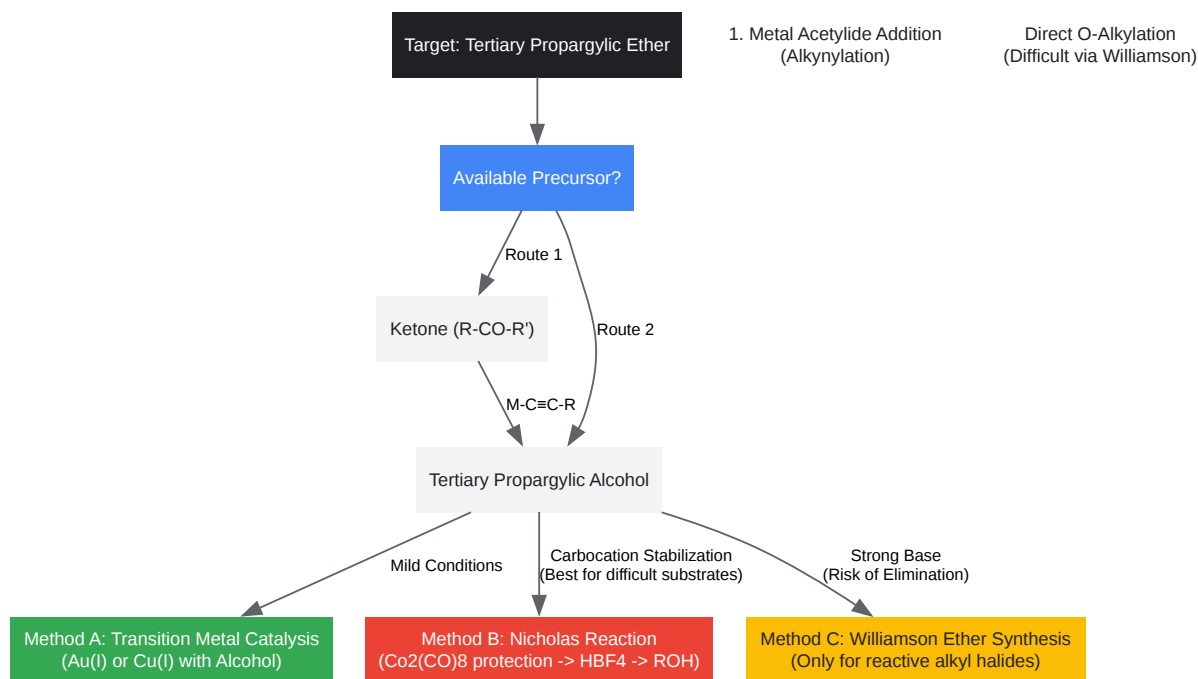 Target: Tertiary Propargylic Ether
1. Metal Acetylide Addition
(Alkynylation)
Direct O-Alkylation
(Difficult via Williamson)
Available Precursor?
Route 1
Ketone (R-CO-R')
Route 2
M-C≡C-R
Tertiary Propargylic Alcohol
Mild Conditions
Carbocation Stabilization
(Best for difficult substrates)
Strong Base
(Risk of Elimination)
Method A: Transition Metal Catalysis
(Au(I) or Cu(I) with Alcohol)
Method B: Nicholas Reaction
(Co2(CO)8 protection -> HBF4 -> ROH)
Method C: Williamson Ether Synthesis
(Only for reactive alkyl halides)